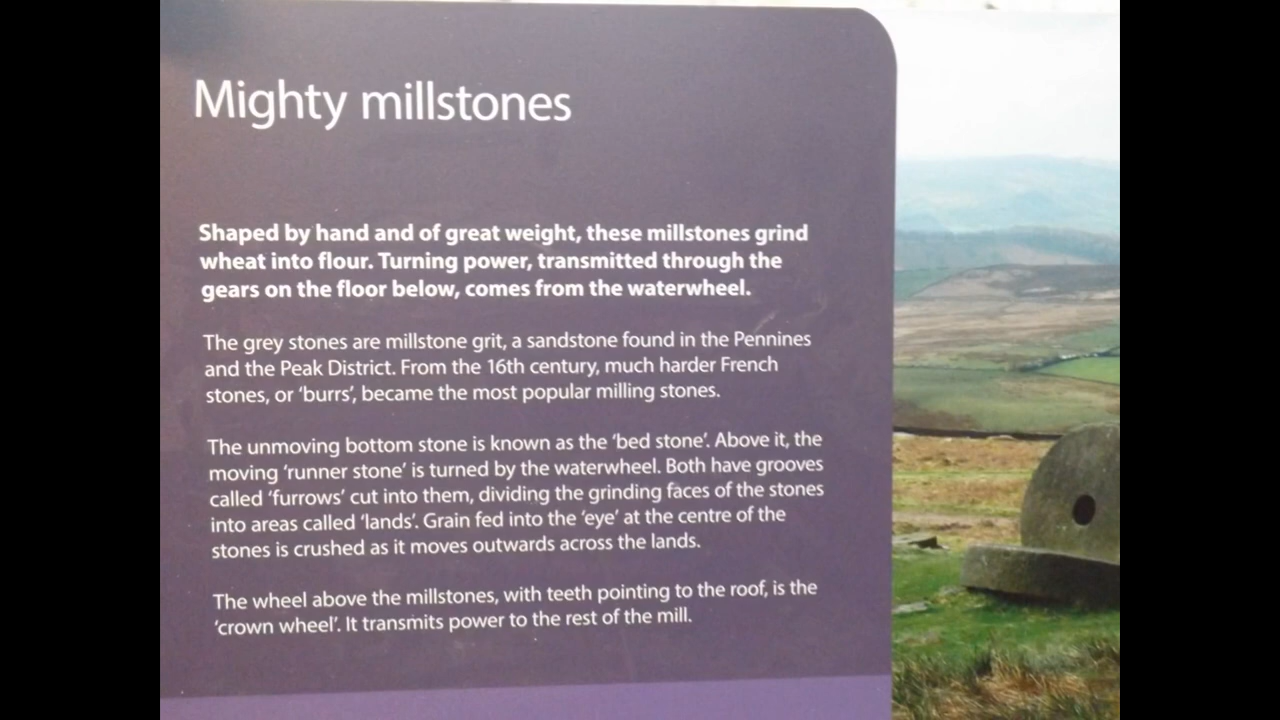 Mighty millstones
Shaped by hand and of great weight, these millstones grind
wheat into flour. Turning power, transmitted through the
gears on the floor below, comes from the waterwheel.
The grey stones are millstone grit, a sandstone found in the Pennines
and the Peak District. From the 16th century, much harder French
stones, or ‘burrs’, became the most popular milling stones.
The unmoving bottom stone is known as the ‘bed stone’. Above it, the
moving ‘runner stone’ is turned by the waterwheel. Both have grooves
called ‘furrows’ cut into them, dividing the grinding faces of the stones
into areas called ‘lands’. Grain fed into the ‘eye’ at the centre of the
stones is crushed as it moves outwards across the lands.
The wheel above the millstones, with teeth pointing to the roof, is the
‘crown wheel’. It transmits power to the rest of the mill.